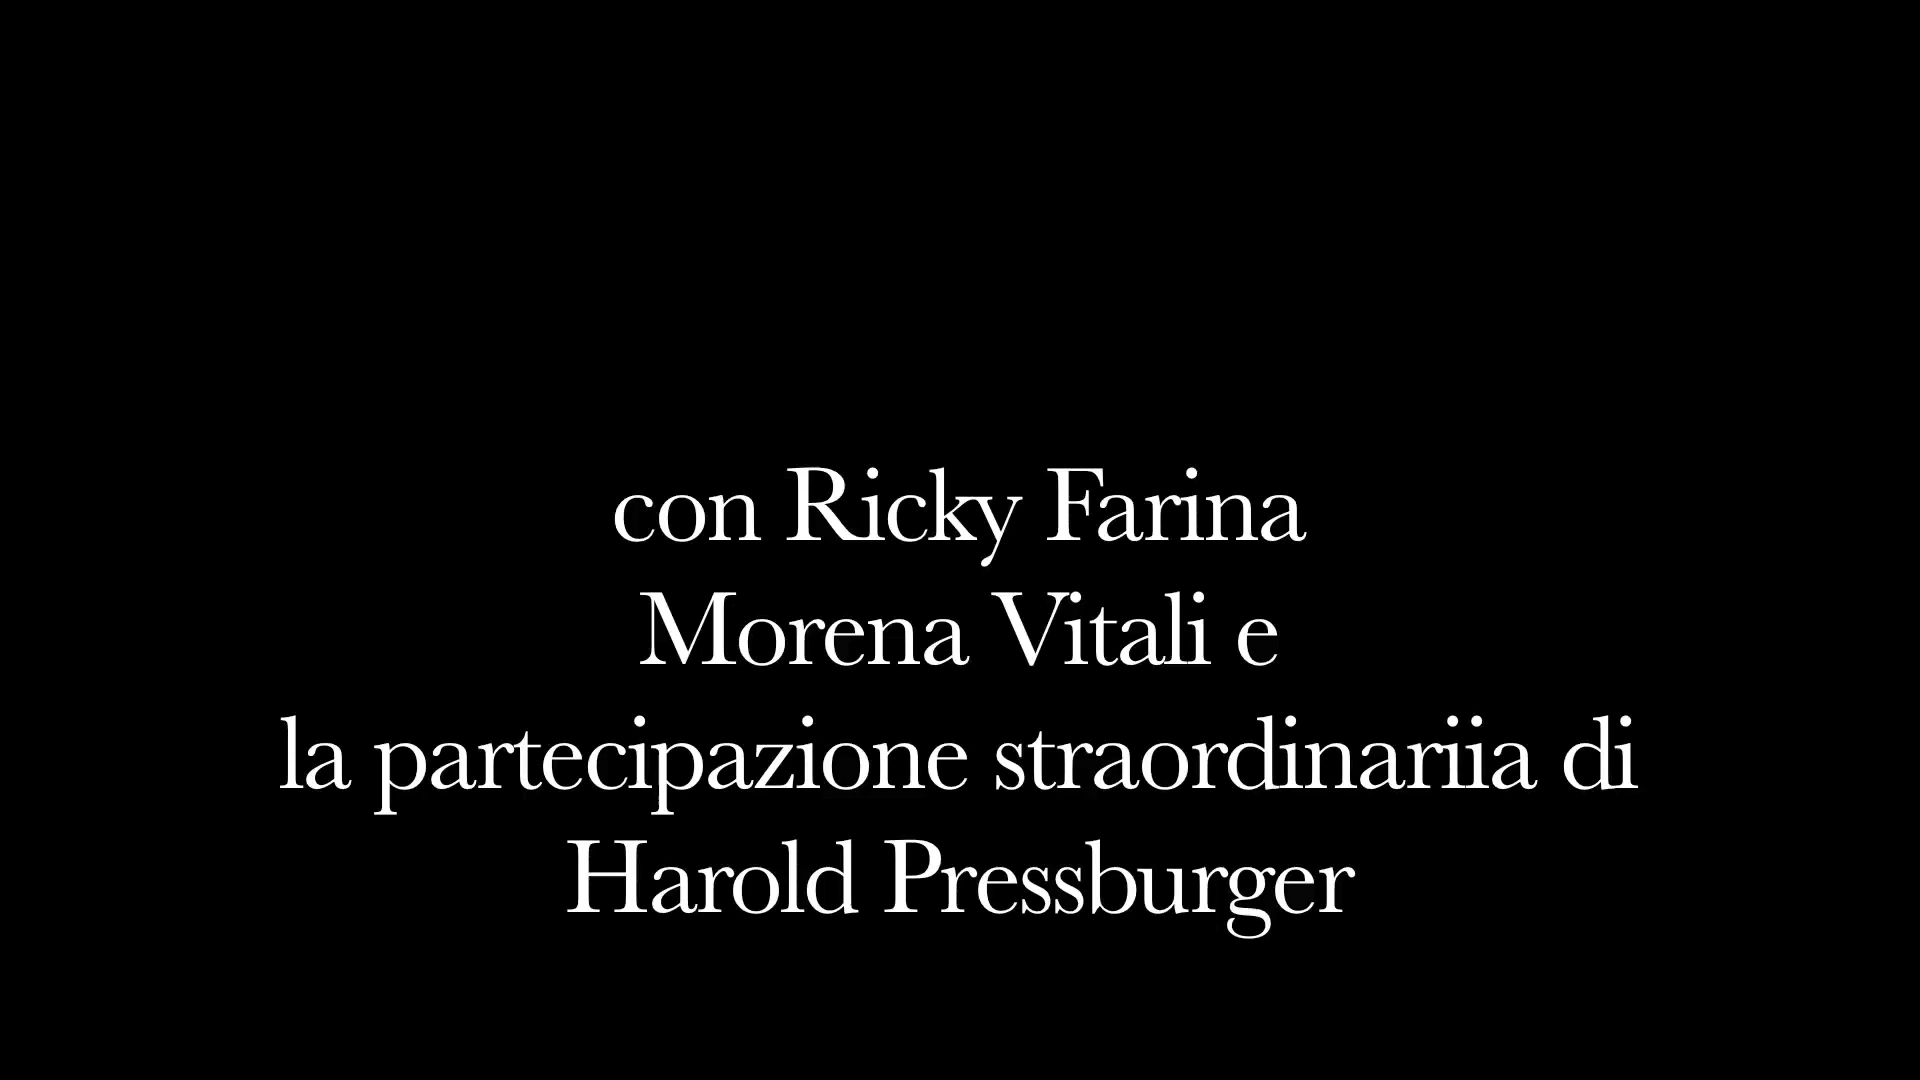 con Ricky Farina
Morena Vitali e
la partecipazione straordinariia di
Harold Pressburger